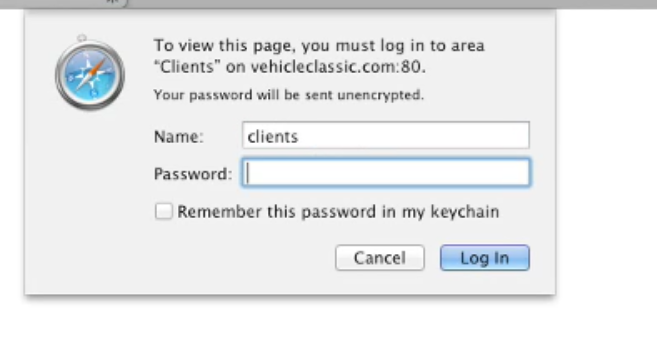 To view this page, you must log in to area
“Clients” on vehicleclassic.com:80.
Your password will be sent unencrypted.
Name: clients
Password:
Remember this password in my keychain
Cancel Log In